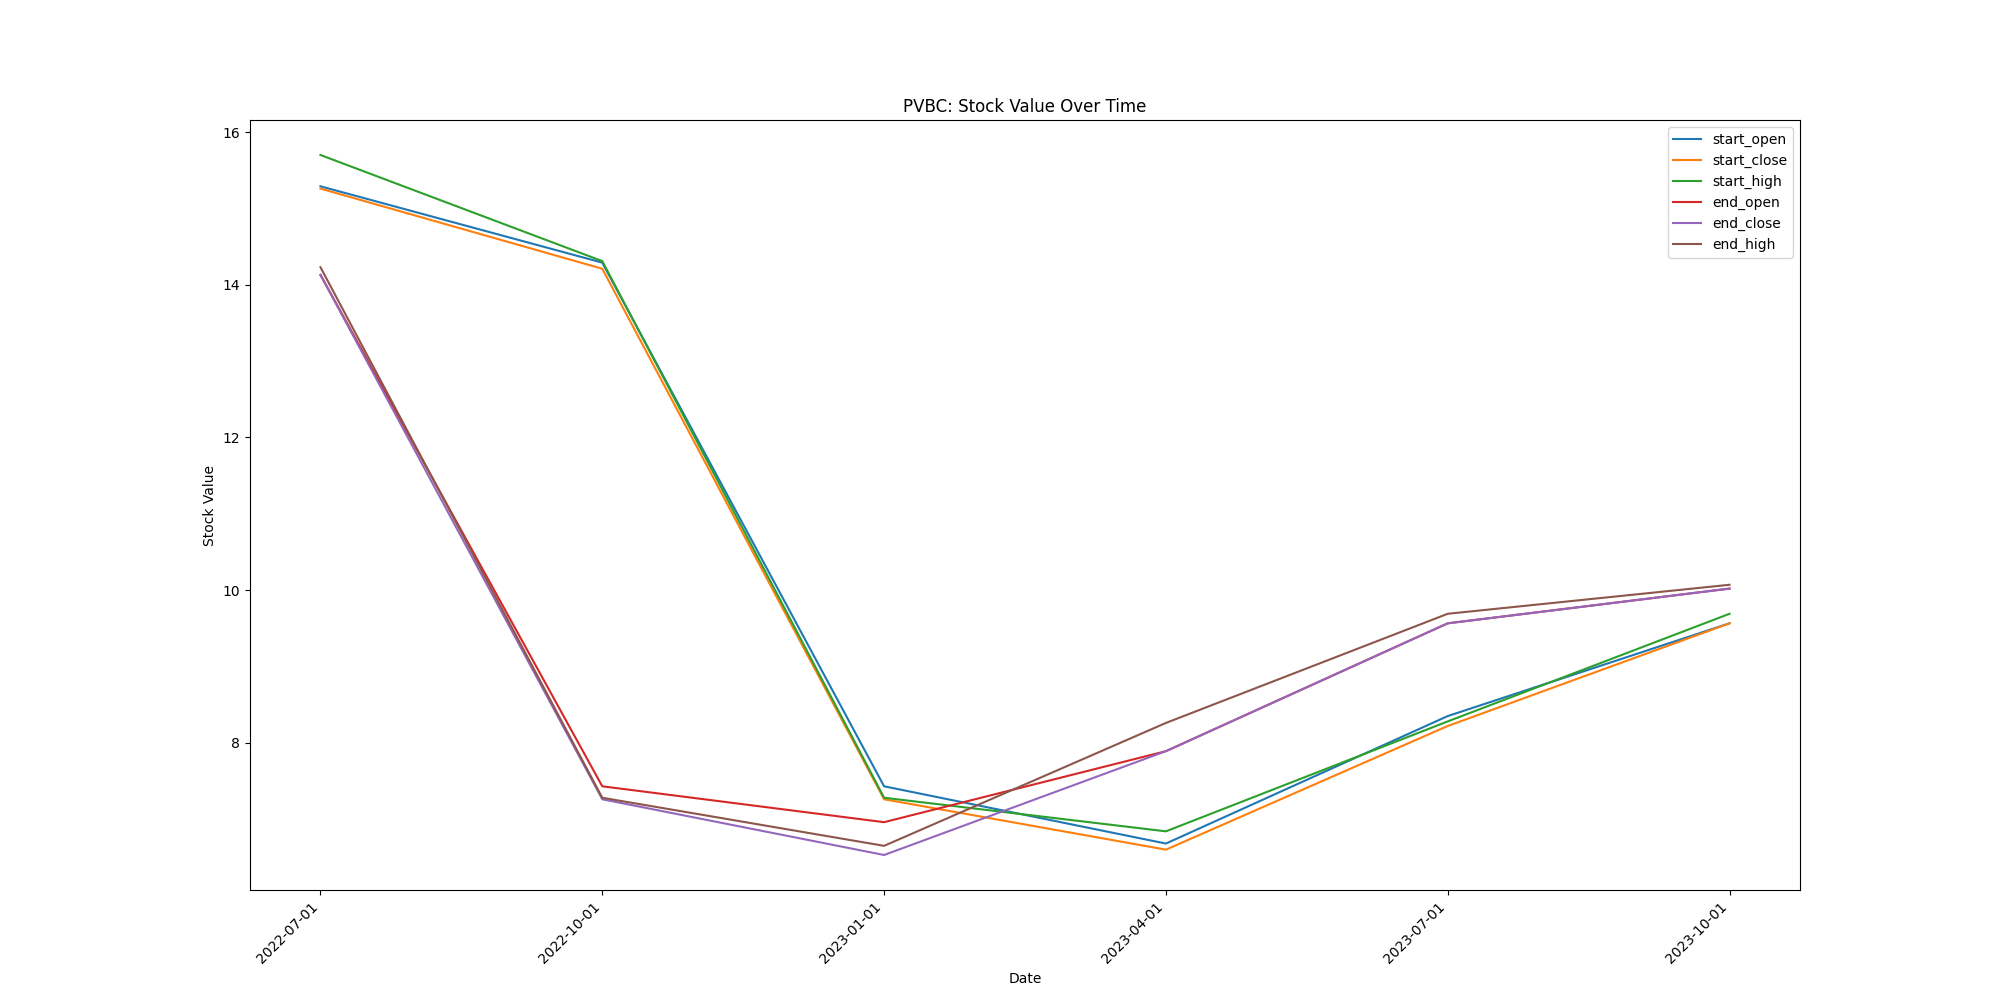 PVBC: Stock Value Over Time
start_open
start_close
start_high
end_open
end_close
end_high
Stock Value
16
14
12
10
8
2022-07-01
2022-10-01
2023-01-01
2023-04-01
2023-07-01
2023-10-01
Date